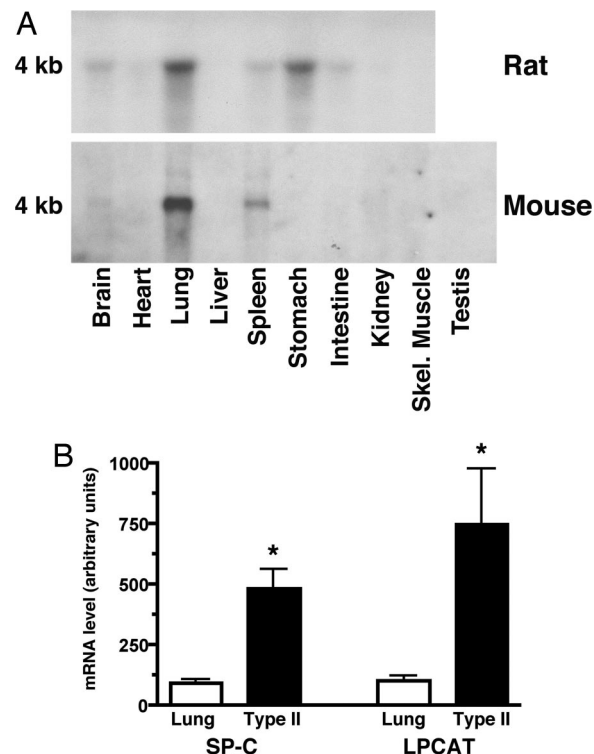 A
4 kb Rat
4 kb Mouse
Brain
Heart
Lung
Liver
Spleen
Stomach
Intestine
Kidney
Skel. Muscle
Testis
B
mRNA level (arbitrary units)
1000
750
500
250
0
* *
Lung Type II Lung Type II
SP-C LPCAT